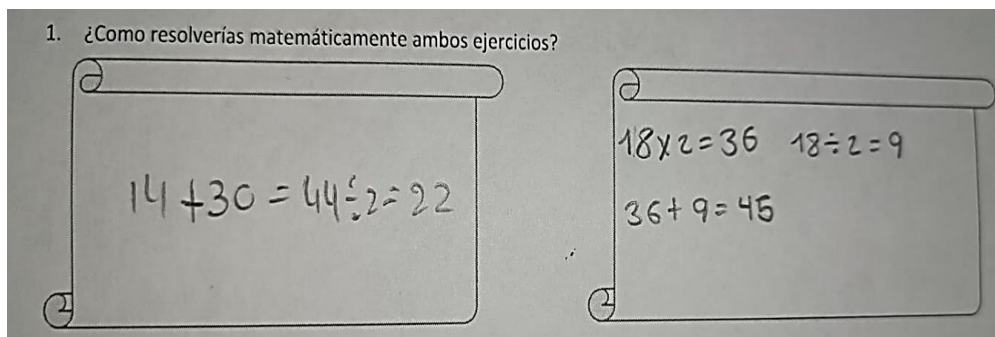 1. ¿Como resolverías matemáticamente ambos ejercicios?
14+30=44÷2=22
18x2=36 18÷2=9
36+9=45